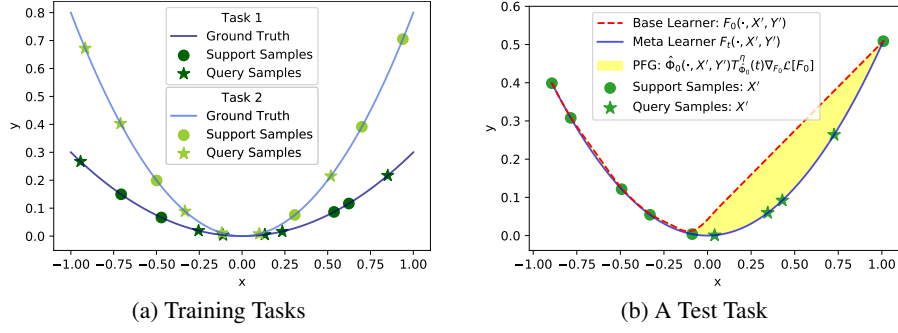 Task 1
Ground Truth
Support Samples
Query Samples
Task 2
Ground Truth
Support Samples
Query Samples
y
0.8
0.7
0.6
0.5
0.4
0.3
0.2
0.1
0.0
−1.00 −0.75 −0.50 −0.25 0.00 0.25 0.50 0.75 1.00
x
(a) Training Tasks
Base Learner: F₀(·, X′, Y′)
Meta Learner Fₜ(·, X′, Y′)
PFG: Φ̂₀(·, X′, Y′)T^η_Φ̂₀(t)∇_F₀ℒ[F₀]
Support Samples: X′
Query Samples: X′
y
0.6
0.5
0.4
0.3
0.2
0.1
0.0
−1.00 −0.75 −0.50 −0.25 0.00 0.25 0.50 0.75 1.00
x
(b) A Test Task